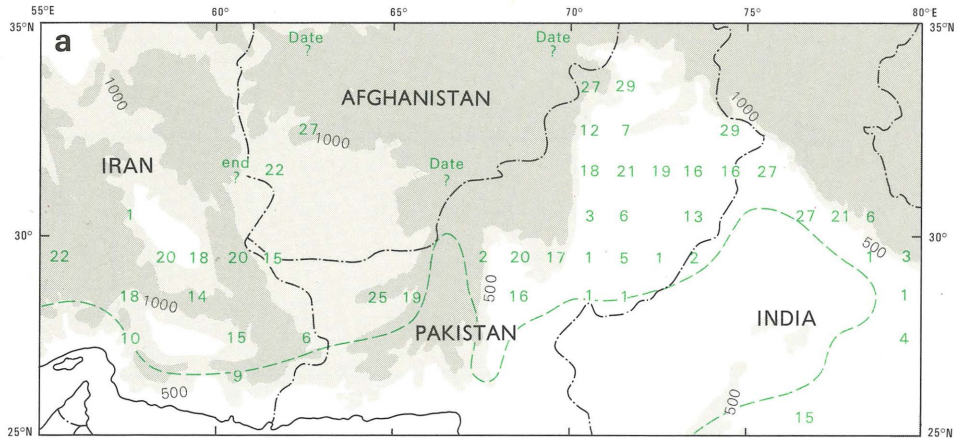 55°E 60° 65° 70° 75° 80°E
35°N 35°N
a
Date ? Date ?
1000
27 29
AFGHANISTAN
1000
27 1000 12 7 29
IRAN
end ? 22 Date ? 18 21 19 16 16 27
1 3 6 13 27 21 6
30° 30°
500
22 20 18 20 15 2 20 17 1 5 1 2 1 3
18 1000 14 25 15 500 16 1 1 1
PAKISTAN INDIA
10 15 6 4
9
500 500
15
25°N 25°N